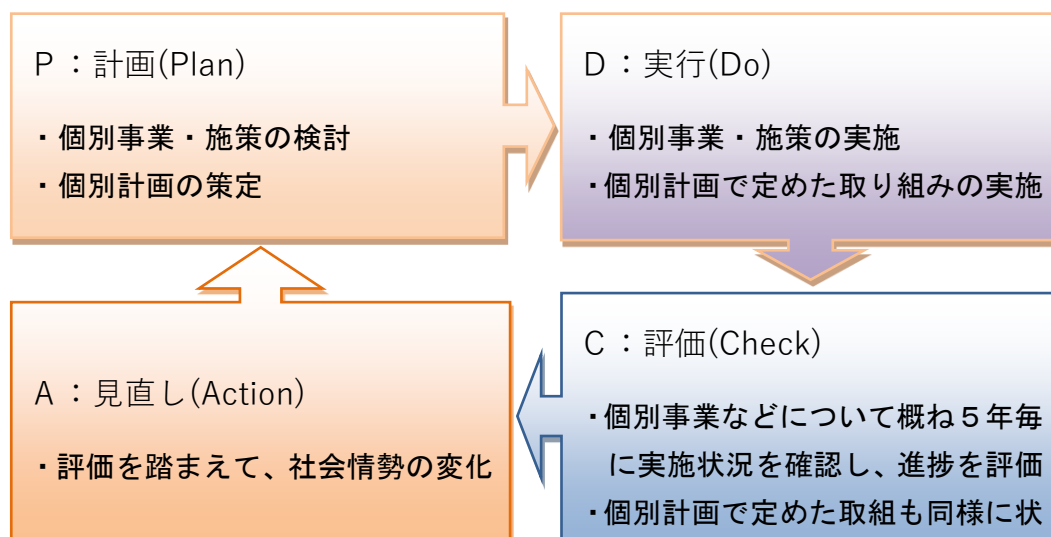 P：計画(Plan)
・個別事業・施策の検討
・個別計画の策定
D：実行(Do)
・個別事業・施策の実施
・個別計画で定めた取り組みの実施
C：評価(Check)
・個別事業などについて概ね５年毎
に実施状況を確認し、進捗を評価
・個別計画で定めた取組も同様に状
A：見直し(Action)
・評価を踏まえて、社会情勢の変化